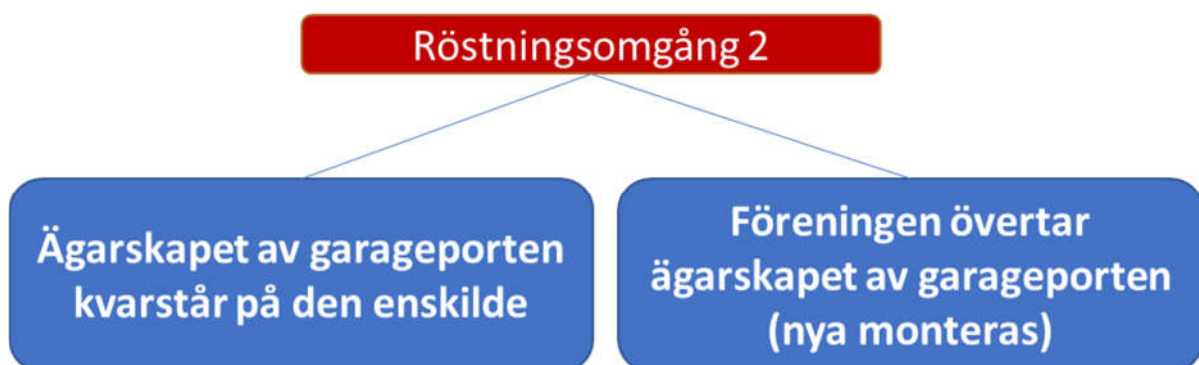 Röstningsomgång 2
Ägarskapet av garageporten
kvarstår på den enskilde
Föreningen övertar
ägarskapet av garageporten
(nya monteras)